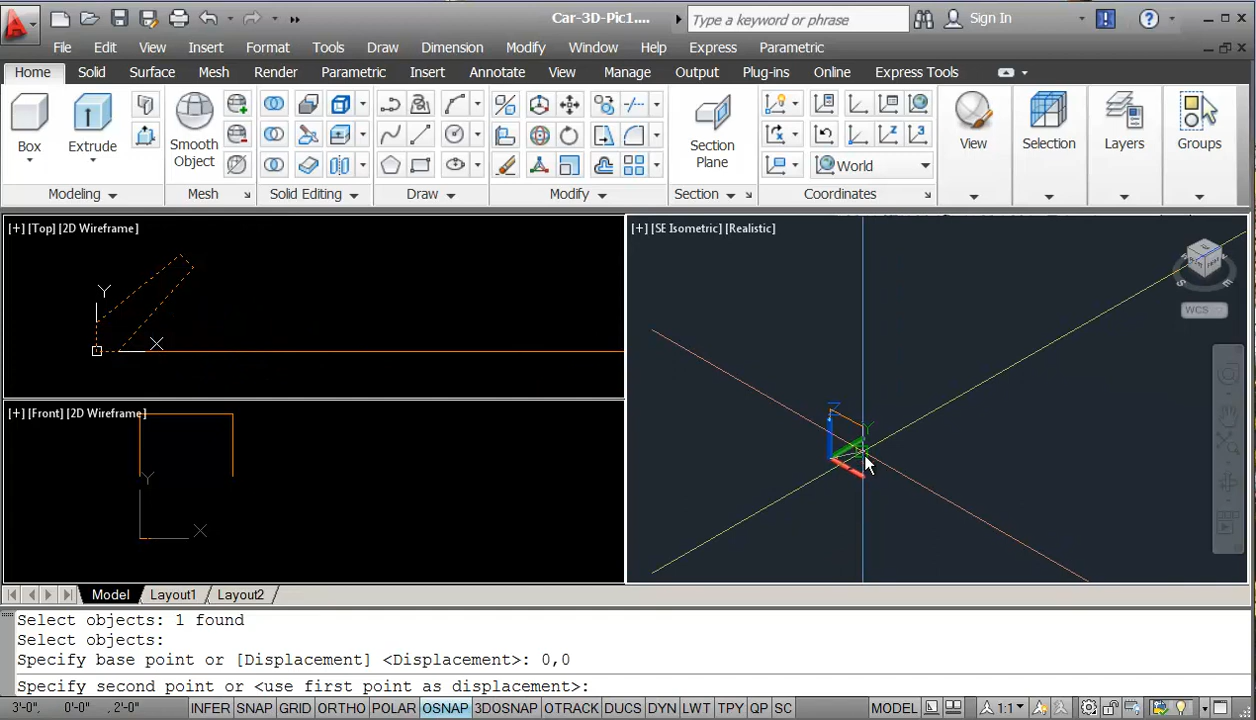 Car-3D-Pic1.... Type a keyword or phrase Sign In
File Edit View Insert Format Tools Draw Dimension Modify Window Help Express Parametric
Home Solid Surface Mesh Render Parametric Insert Annotate View Manage Plug-ins Output Online Express Tools
Box Extrude Smooth Object Section Plane World View Selection Layers Groups
Modeling Mesh Solid Editing Draw Modify Section Coordinates
[+] [Top] [2D Wireframe]
Y
X
[+] [Front] [2D Wireframe]
Y
X
[+] [SE Isometric] [Realistic]
S E
WCS
Z
Y
Model Layout1 Layout2
Select objects: 1 found
Select objects:
Specify base point or [Displacement] <Displacement>: 0,0
Specify second point or <use first point as displacement>:
3'-0", 0'-0" , 2'-0" INFER SNAP GRID ORTHO POLAR OSNAP 3DOSNAP OTRACK DUCS DYN LWT TPY QP SC MODEL 1:1